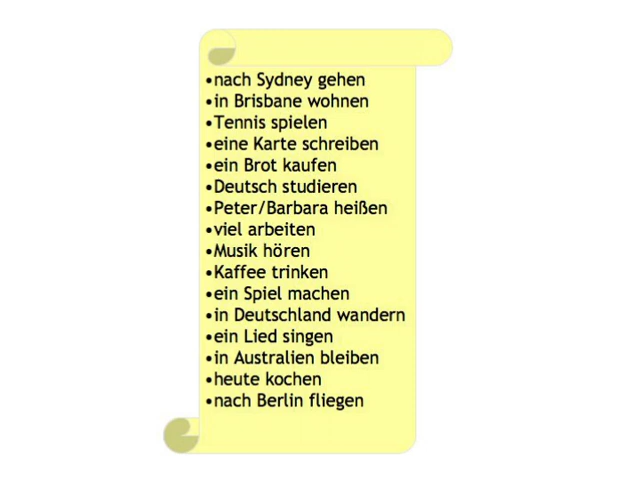 •nach Sydney gehen
•in Brisbane wohnen
•Tennis spielen
•eine Karte schreiben
•ein Brot kaufen
•Deutsch studieren
•Peter/Barbara heißen
•viel arbeiten
•Musik hören
•Kaffee trinken
•ein Spiel machen
•in Deutschland wandern
•ein Lied singen
•in Australien bleiben
•heute kochen
•nach Berlin fliegen